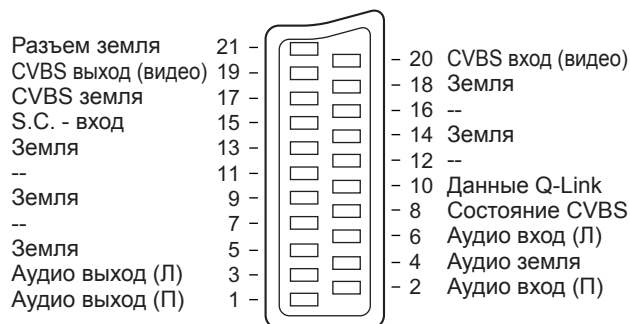 Разъем земля 21
CVBS выход (видео) 19
CVBS земля 17
S.C. - вход 15
Земля 13
-- 11
Земля 9
-- 7
Земля 5
Аудио выход (Л) 3
Аудио выход (П) 1
20 CVBS вход (видео)
18 Земля
16 --
14 Земля
12 --
10 Данные Q-Link
8 Состояние CVBS
6 Аудио вход (Л)
4 Аудио земля
2 Аудио вход (П)